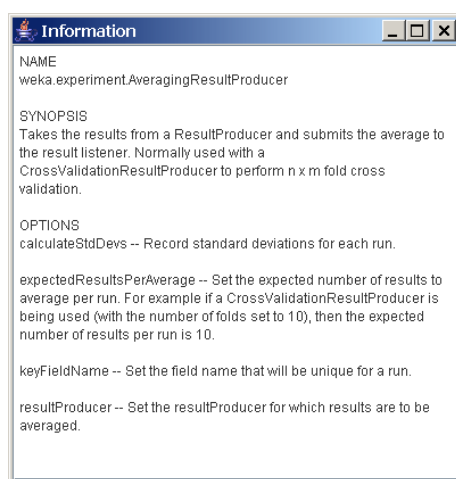 Information
NAME
weka.experiment.AveragingResultProducer
SYNOPSIS
Takes the results from a ResultProducer and submits the average to
the result listener. Normally used with a
CrossValidationResultProducer to perform n x m fold cross
validation.
OPTIONS
calculateStdDevs -- Record standard deviations for each run.
expectedResultsPerAverage -- Set the expected number of results to
average per run. For example if a CrossValidationResultProducer is
being used (with the number of folds set to 10), then the expected
number of results per run is 10.
keyFieldName -- Set the field name that will be unique for a run.
resultProducer -- Set the resultProducer for which results are to be
averaged.